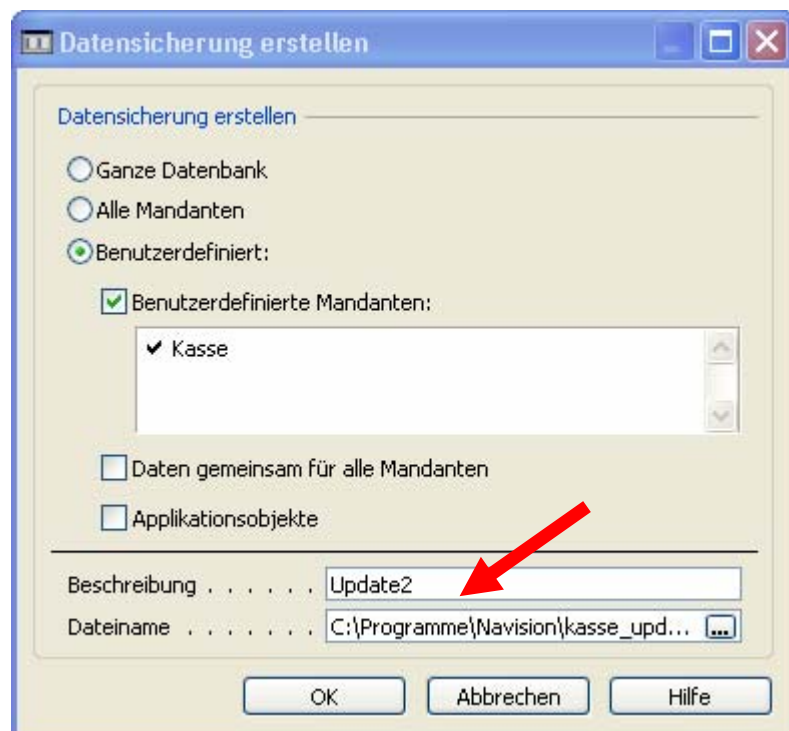 Datensicherung erstellen
Datensicherung erstellen
Ganze Datenbank
Alle Mandanten
Benutzerdefiniert:
Benutzerdefinierte Mandanten:
Kasse
Daten gemeinsam für alle Mandanten
Applikationsobjekte
Beschreibung . . . . . . Update2
Dateiname . . . . . . . C:\Programme\Navision\kasse_upd... ...
OK Abbrechen Hilfe